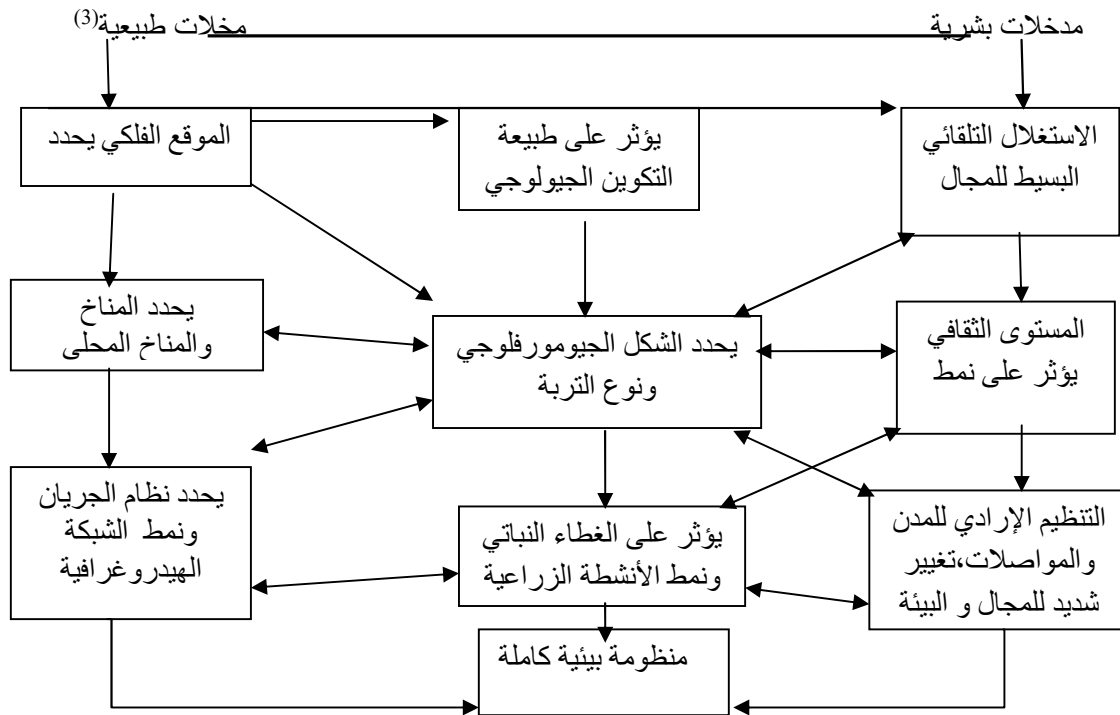 مدخلات بشرية
مخلات طبيعية(3)
الاستغلال التلقائي
البسيط للمجال
يؤثر على طبيعة
التكوين الجيولوجي
الموقع الفلكي يحدد
المستوى الثقافي
يؤثر على نمط
يحدد الشكل الجيومورفلوجي
ونوع التربة
يحدد المناخ
والمناخ المحلى
التنظيم الإرادي للمدن
والمواصلات،تغيير
شديد للمجال و البيئة
يؤثر على الغطاء النباتي
ونمط الأنشطة الزراعية
يحدد نظام الجريان
ونمط الشبكة
الهيدروغرافية
منظومة بيئية كاملة